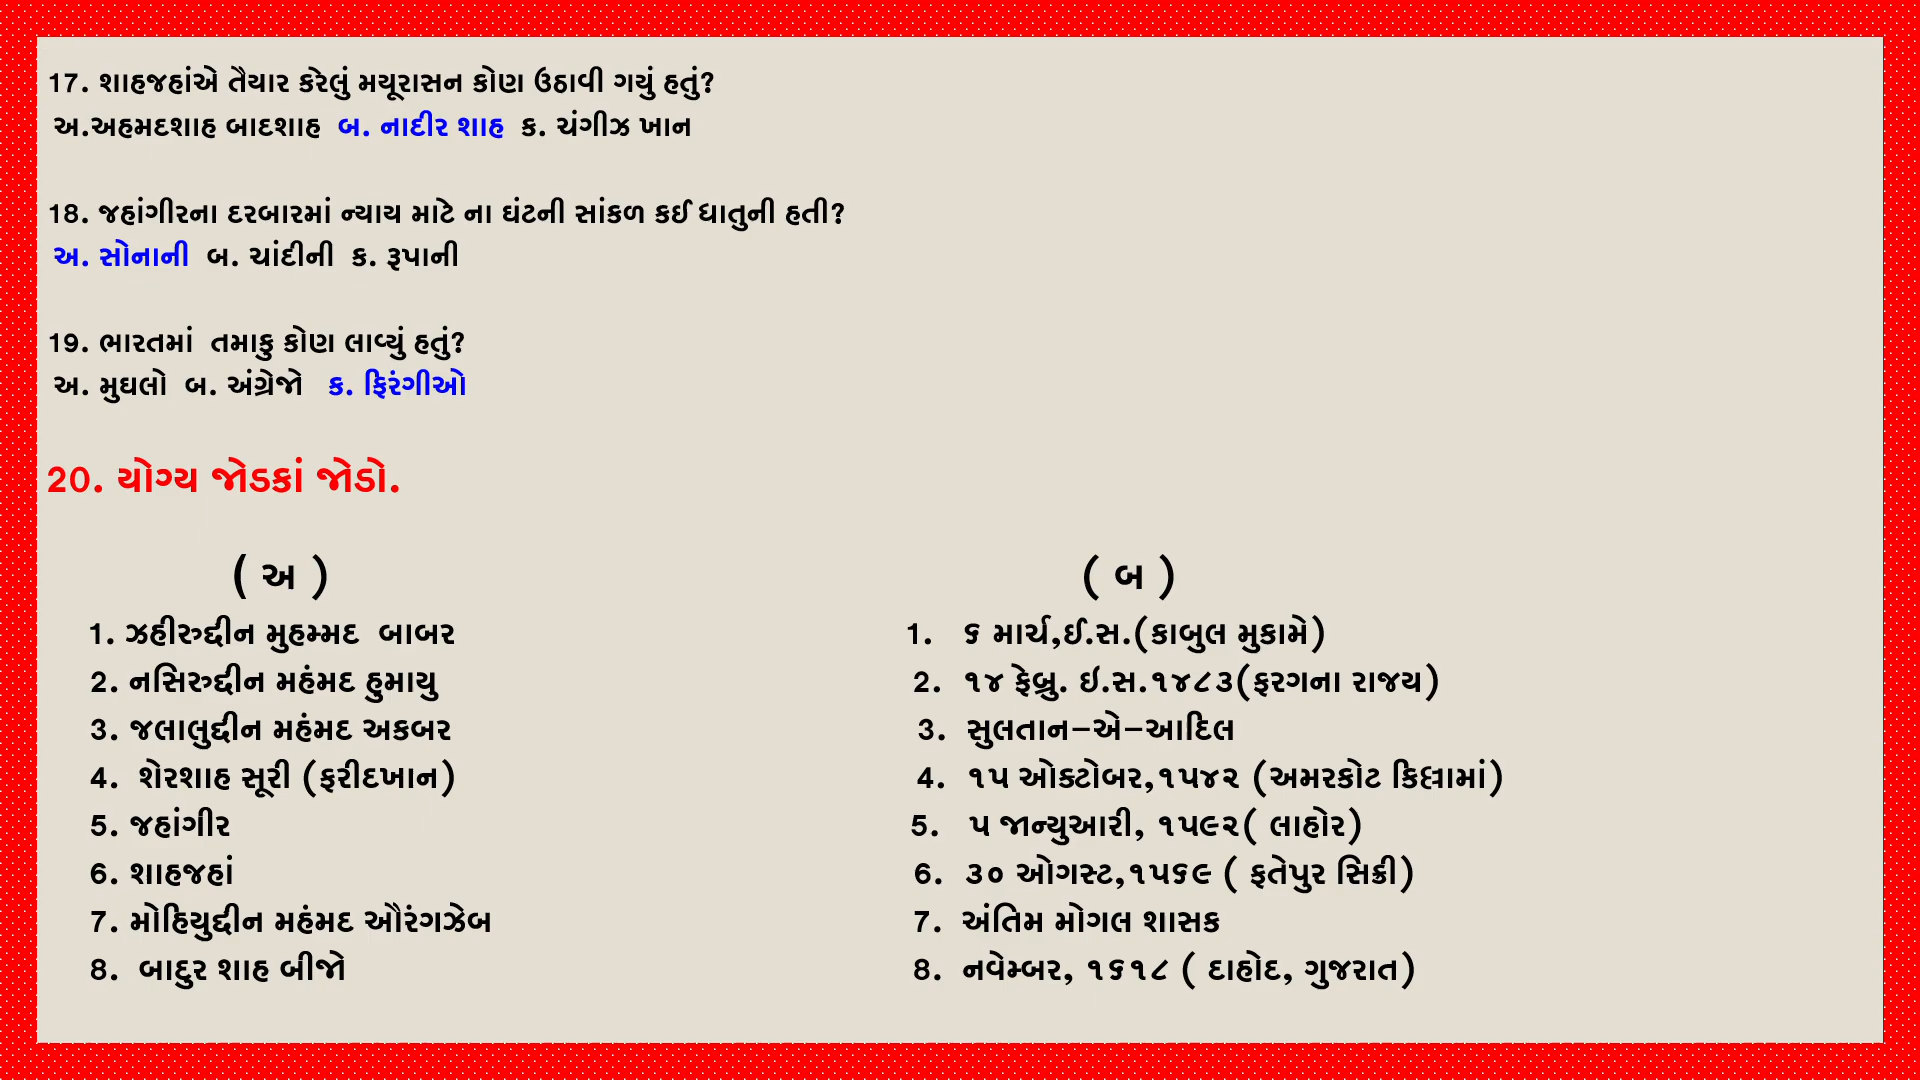 17. શાહજહાંએ તૈયાર કરેલું મયૂરાસન કોણ ઉઠાવી ગયું હતું?
અ.અહમદશાહ બાદશાહ બ. નાદીર શાહ ક. ચંગીઝ ખાન
18. જહાંગીરના દરબારમાં ન્યાય માટે ના ઘંટની સાંકળ કઈ ધાતુની હતી?
અ. સોનાની બ. ચાંદીની ક. રૂપાની
19. ભારતમાં તમાકુ કોણ લાવ્યું હતું?
અ. મુઘલો બ. અંગ્રેજો ક. ફિરંગીઓ
20. યોગ્ય જોડકાં જોડો.
( અ ) ( બ )
1. ઝહીરુદ્દીન મુહમ્મદ બાબર 1. ૬ માર્ચ,ઈ.સ.(કાબુલ મુકામે)
2. નસિરુદ્દીન મહંમદ હુમાયુ 2. ૧૪ ફેબ્રુ. ઇ.સ.૧૪૮૩(ફરગના રાજય)
3. જલાલુદ્દીન મહંમદ અકબર 3. સુલતાન–એ–આદિલ
4. શેરશાહ સૂરી (ફરીદખાન) 4. ૧૫ ઓક્ટોબર,૧૫૪૨ (અમરકોટ કિલ્લામાં)
5. જહાંગીર 5. ૫ જાન્યુઆરી, ૧૫૯૨( લાહોર)
6. શાહજહાં 6. ૩૦ ઓગસ્ટ,૧૫૬૯ ( ફતેપુર સિક્રી)
7. મોહિયુદ્દીન મહંમદ ઔરંગઝેબ 7. અંતિમ મોગલ શાસક
8. બાદુર શાહ બીજો 8. નવેમ્બર, ૧૬૧૮ ( દાહોદ, ગુજરાત)